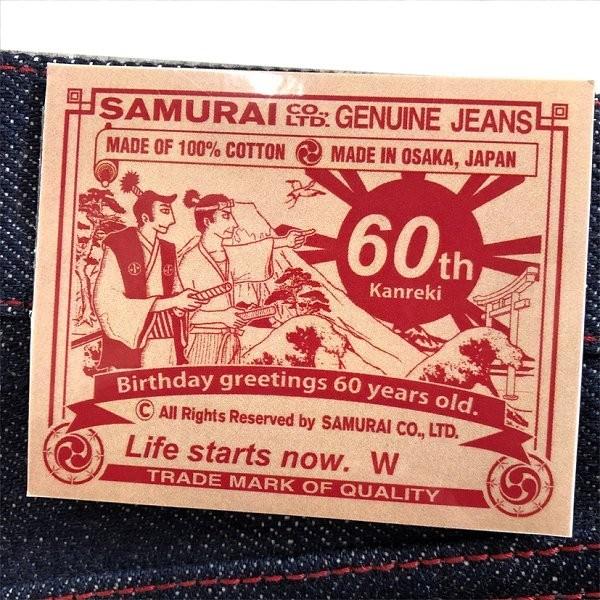 SAMURAI CO., LTD. GENUINE JEANS
MADE OF 100% COTTON MADE IN OSAKA, JAPAN
60th
Kanreki
Birthday greetings 60 years old.
© All Rights Reserved by SAMURAI CO., LTD.
Life starts now. W
TRADE MARK OF QUALITY